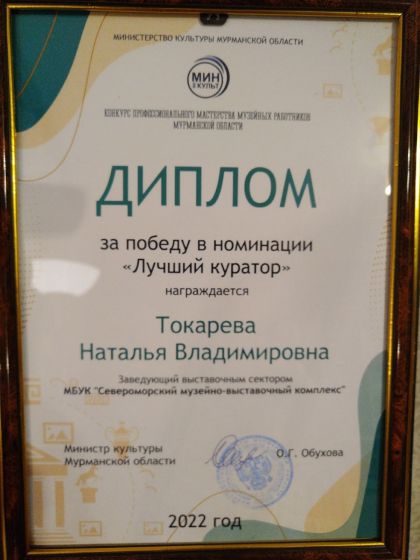 МИНИСТЕРСТВО КУЛЬТУРЫ МУРМАНСКОЙ ОБЛАСТИ
МИН
КУЛЬТ
КОНКУРС ПРОФЕССИОНАЛЬНОГО МАСТЕРСТВА МУЗЕЙНЫХ РАБОТНИКОВ
МУРМАНСКОЙ ОБЛАСТИ
ДИПЛОМ
за победу в номинации
«Лучший куратор»
награждается
Токарева
Наталья Владимировна
Заведующий выставочным сектором
МБУК "Североморский музейно-выставочный комплекс"
Министр культуры
Мурманской области
О.Г. Обухова
2022 год